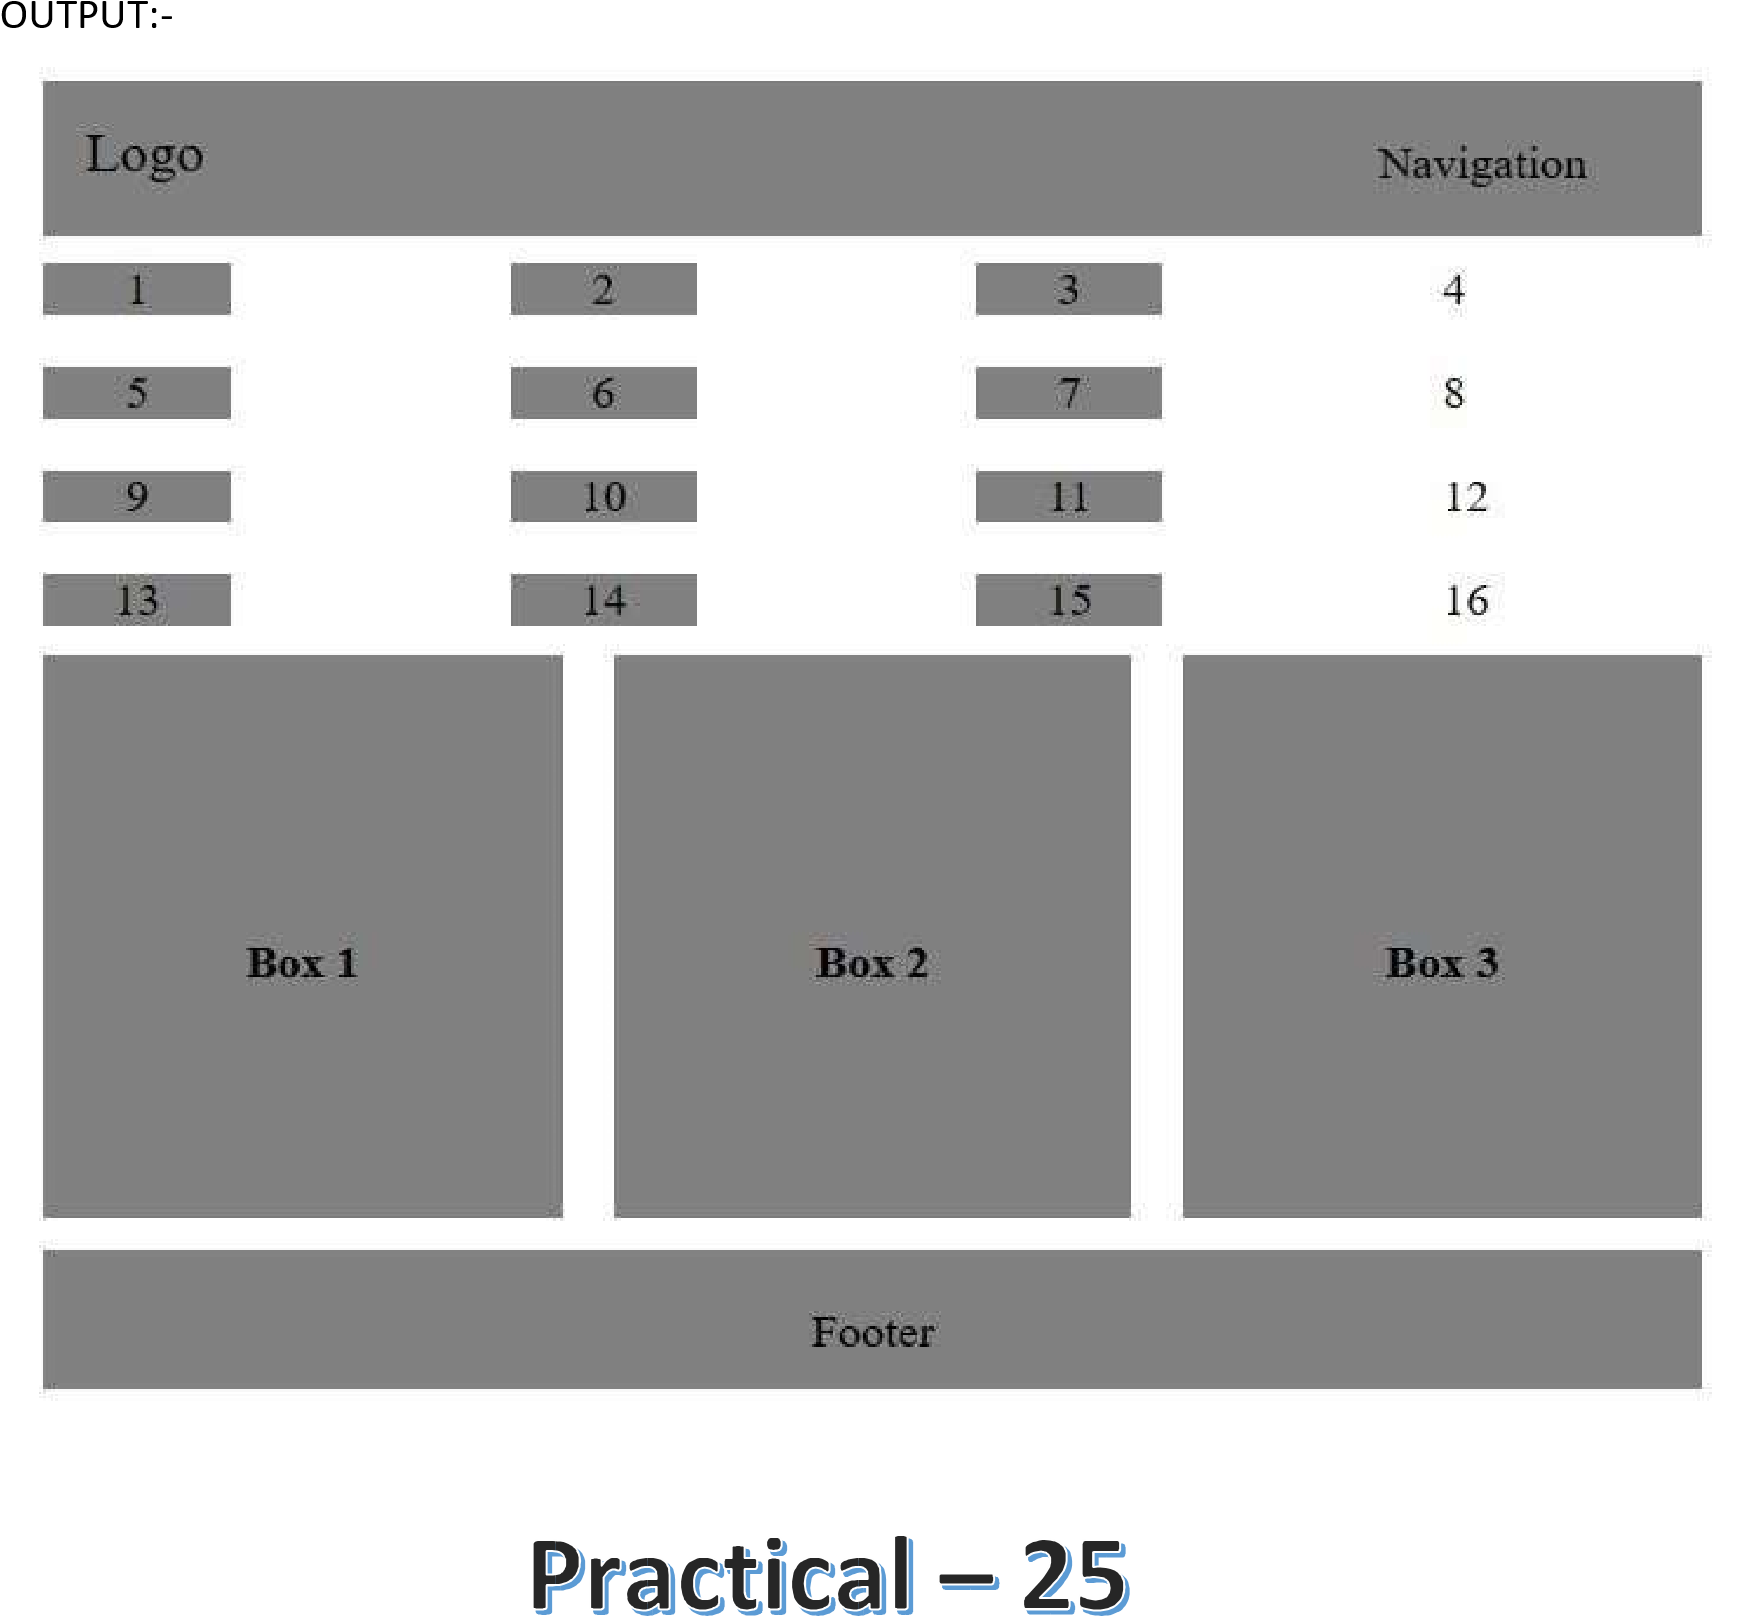 OUTPUT:-
Logo Navigation
1 2 3 4
5 6 7 8
9 10 11 12
13 14 15 16
Box 1 Box 2 Box 3
Footer
Practical – 25